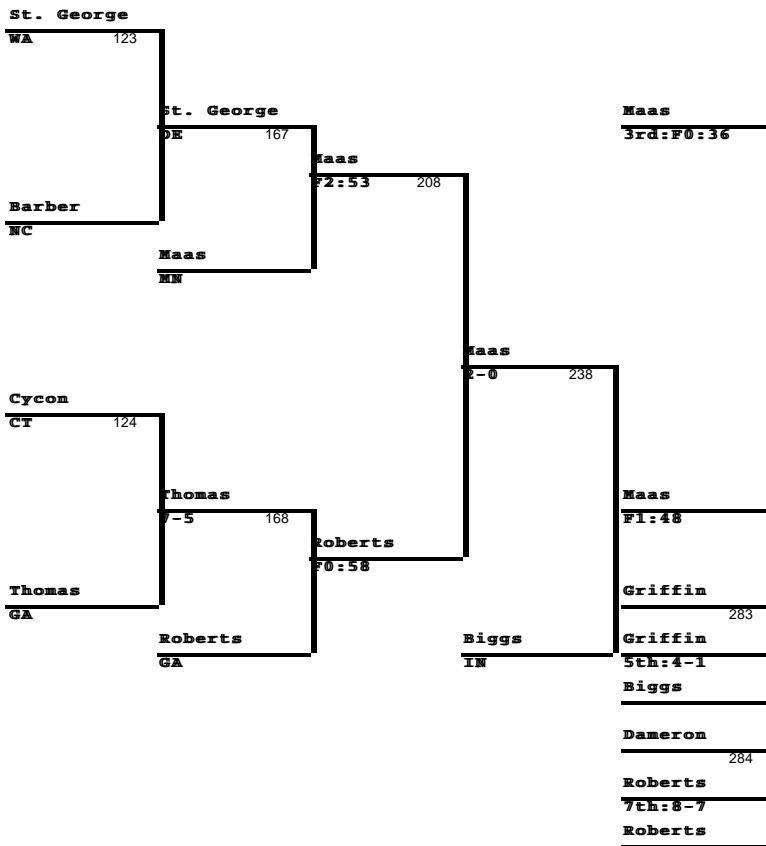 St. George
WA 123
St. George
DE 167
Maas
3rd:F0:36
Maas
F2:53 208
Barber
NC
Maas
MN
Maas
2-0 238
Cycon
CT 124
Thomas
7-5 168
Maas
F1:48
Roberts
F0:58
Thomas
GA
Griffin
283
Roberts
GA
Biggs
IN
Griffin
5th:4-1
Biggs
Dameron
284
Roberts
7th:8-7
Roberts